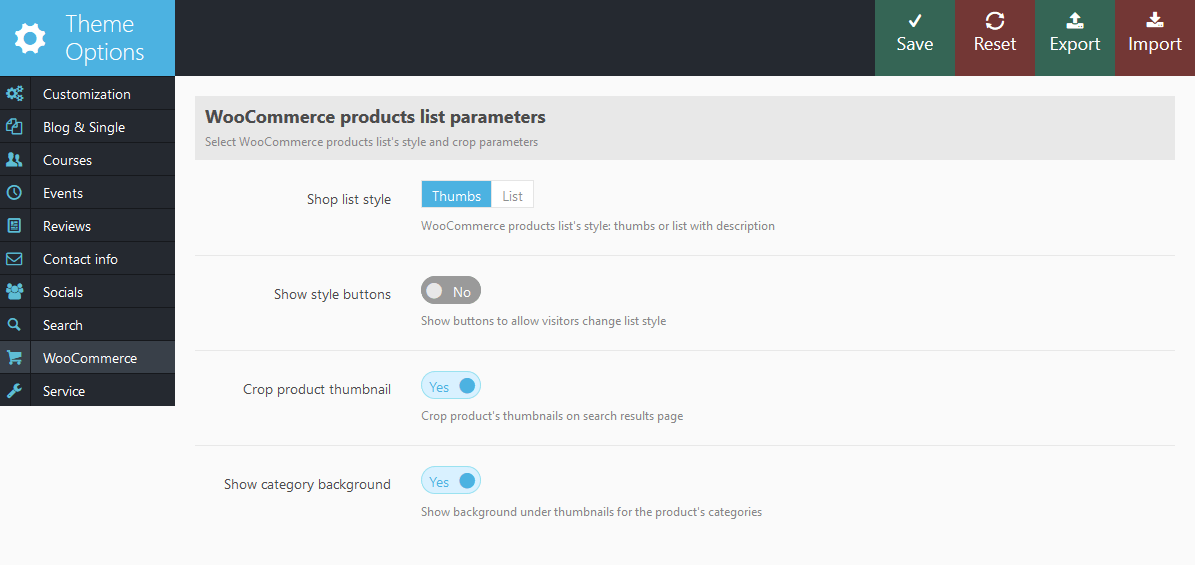 Theme
Options
Save
Reset
Export
Import
Customization
Blog & Single
Courses
Events
Reviews
Contact info
Socials
Search
WooCommerce
Service
WooCommerce products list parameters
Select WooCommerce products list's style and crop parameters
Shop list style
Thumbs
List
WooCommerce products list's style: thumbs or list with description
Show style buttons
No
Show buttons to allow visitors change list style
Crop product thumbnail
Yes
Crop product's thumbnails on search results page
Show category background
Yes
Show background under thumbnails for the product's categories